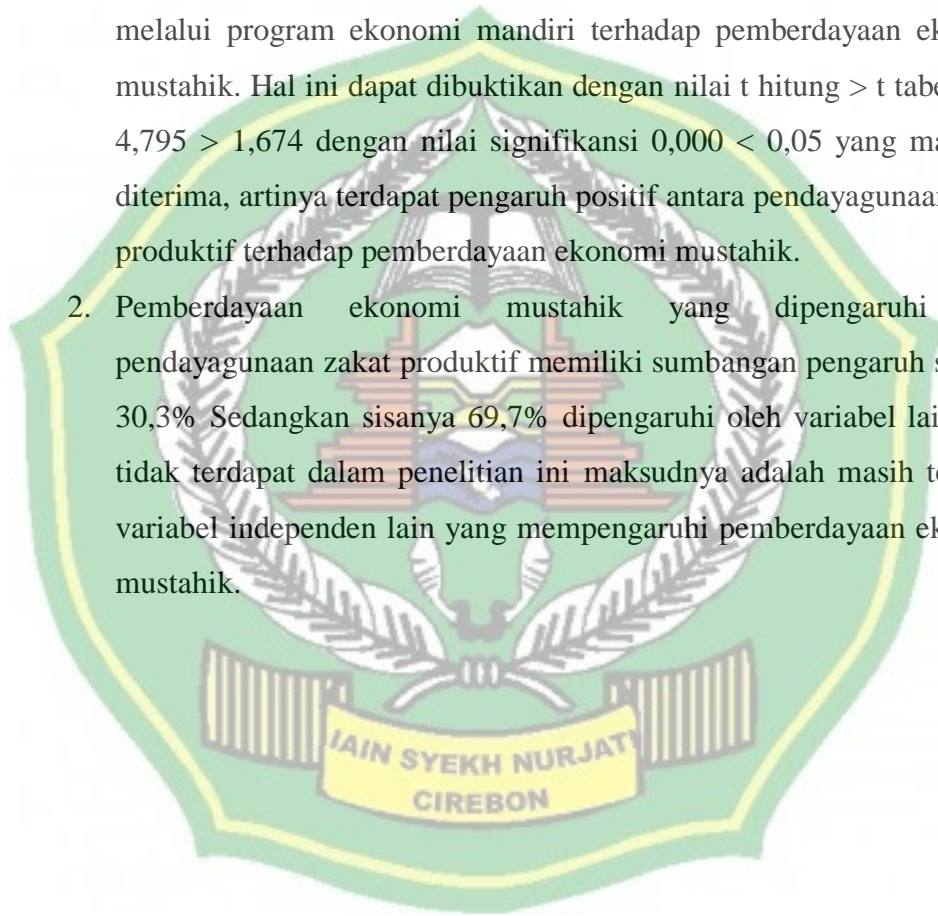 melalui program ekonomi mandiri terhadap pemberdayaan
mustahik. Hal ini dapat dibuktikan dengan nilai t hitung > t
4,795 > 1,674 dengan nilai signifikansi 0,000 < 0,05 yang
diterima, artinya terdapat pengaruh positif antara pendayagunaan
produktif terhadap pemberdayaan ekonomi mustahik.
2. Pemberdayaan ekonomi mustahik yang dipengaruhi
pendayagunaan zakat produktif memiliki sumbangan pengaruh
30,3% Sedangkan sisanya 69,7% dipengaruhi oleh variabel
tidak terdapat dalam penelitian ini maksudnya adalah masih
variabel independen lain yang mempengaruhi pemberdayaan
mustahik.
IAIN SYEKH NURJATI
CIREBON